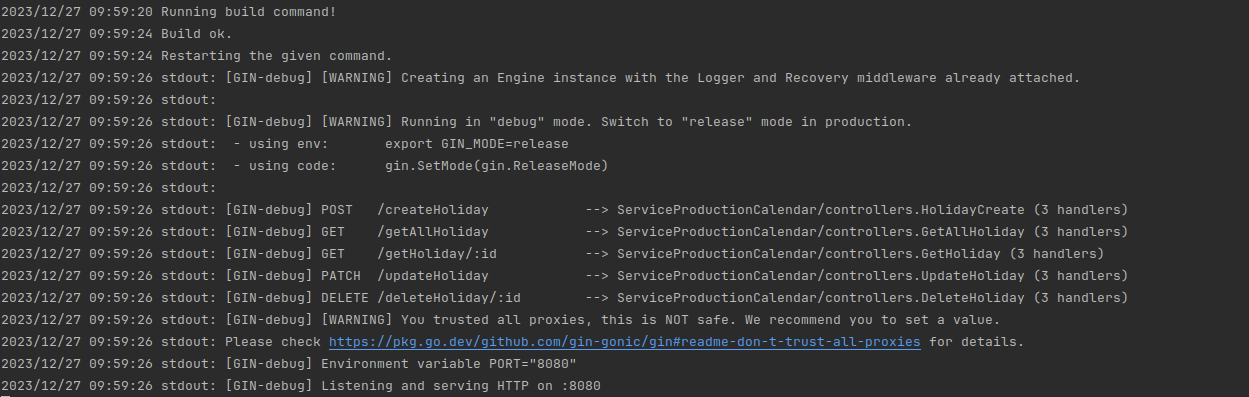 2023/12/27 09:59:20 Running build command!
2023/12/27 09:59:24 Build ok.
2023/12/27 09:59:24 Restarting the given command.
2023/12/27 09:59:26 stdout: [GIN-debug] [WARNING] Creating an Engine instance with the Logger and Recovery middleware already attached.
2023/12/27 09:59:26 stdout:
2023/12/27 09:59:26 stdout: [GIN-debug] [WARNING] Running in "debug" mode. Switch to "release" mode in production.
2023/12/27 09:59:26 stdout:  - using env:       export GIN_MODE=release
2023/12/27 09:59:26 stdout:  - using code:      gin.SetMode(gin.ReleaseMode)
2023/12/27 09:59:26 stdout:
2023/12/27 09:59:26 stdout: [GIN-debug] POST   /createHoliday            --> ServiceProductionCalendar/controllers.HolidayCreate (3 handlers)
2023/12/27 09:59:26 stdout: [GIN-debug] GET    /getAllHoliday            --> ServiceProductionCalendar/controllers.GetAllHoliday (3 handlers)
2023/12/27 09:59:26 stdout: [GIN-debug] GET    /getHoliday/:id           --> ServiceProductionCalendar/controllers.GetHoliday (3 handlers)
2023/12/27 09:59:26 stdout: [GIN-debug] PATCH  /updateHoliday            --> ServiceProductionCalendar/controllers.UpdateHoliday (3 handlers)
2023/12/27 09:59:26 stdout: [GIN-debug] DELETE /deleteHoliday/:id        --> ServiceProductionCalendar/controllers.DeleteHoliday (3 handlers)
2023/12/27 09:59:26 stdout: [GIN-debug] [WARNING] You trusted all proxies, this is NOT safe. We recommend you to set a value.
2023/12/27 09:59:26 stdout: Please check https://pkg.go.dev/github.com/gin-gonic/gin#readme-don-t-trust-all-proxies for details.
2023/12/27 09:59:26 stdout: [GIN-debug] Environment variable PORT="8080"
2023/12/27 09:59:26 stdout: [GIN-debug] Listening and serving HTTP on :8080